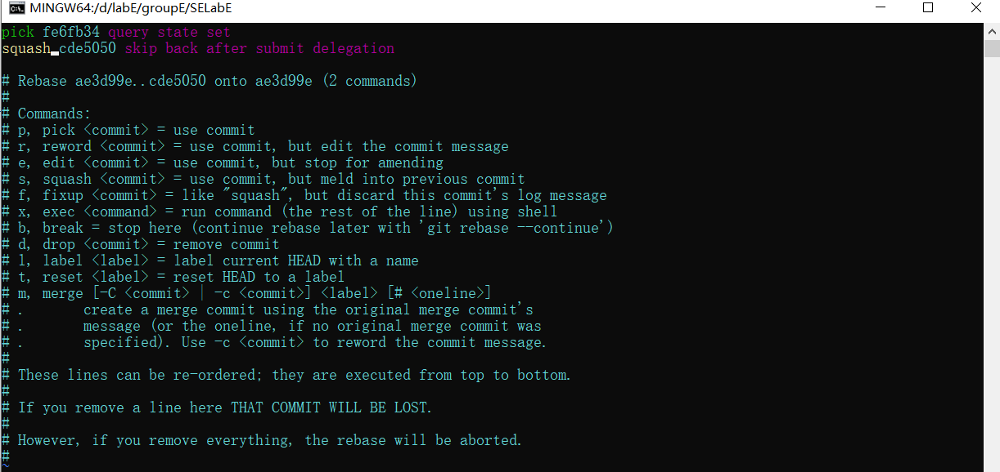 MINGW64:/d/labE/groupE/SELabE
pick fe6fb34 query state set
squash cde5050 skip back after submit delegation
# Rebase ae3d99e..cde5050 onto ae3d99e (2 commands)
#
# Commands:
# p, pick <commit> = use commit
# r, reword <commit> = use commit, but edit the commit message
# e, edit <commit> = use commit, but stop for amending
# s, squash <commit> = use commit, but meld into previous commit
# f, fixup <commit> = like "squash", but discard this commit's log message
# x, exec <command> = run command (the rest of the line) using shell
# b, break = stop here (continue rebase later with 'git rebase --continue')
# d, drop <commit> = remove commit
# l, label <label> = label current HEAD with a name
# t, reset <label> = reset HEAD to a label
# m, merge [-C <commit> | -c <commit>] <label> [# <oneline>]
# .       create a merge commit using the original merge commit's
# .       message (or the oneline, if no original merge commit was
# .       specified). Use -c <commit> to reword the commit message.
#
# These lines can be re-ordered; they are executed from top to bottom.
#
# If you remove a line here THAT COMMIT WILL BE LOST.
#
# However, if you remove everything, the rebase will be aborted.
#
~